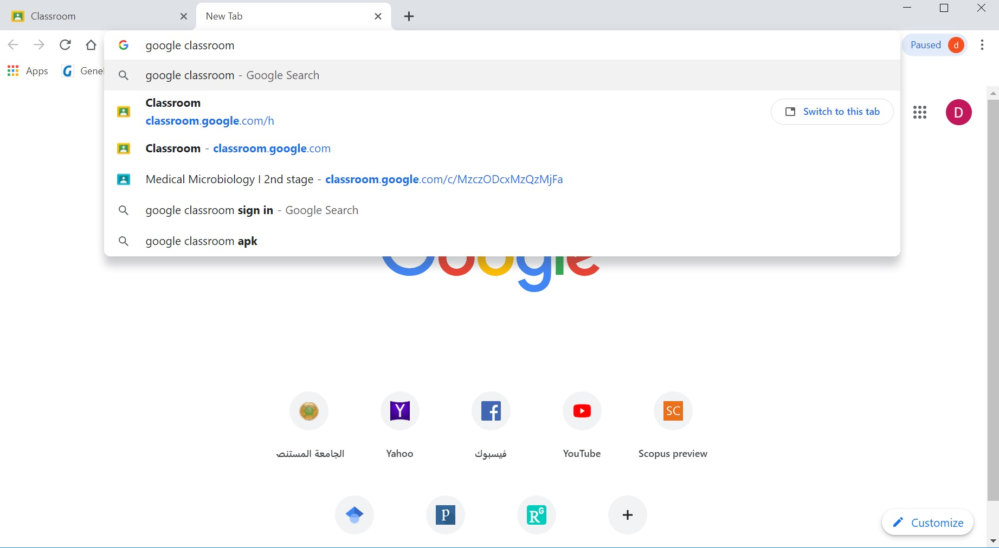 Classroom
New Tab
google classroom
Paused d
Apps
Genel
google classroom - Google Search
Classroom
classroom.google.com/h
Switch to this tab
D
Classroom - classroom.google.com
Medical Microbiology I 2nd stage - classroom.google.com/c/MzczODcxMzQzMjFa
google classroom sign in - Google Search
google classroom apk
Google
SC
الجامعة المستنص
Yahoo
فيسبوك
YouTube
Scopus preview
Customize